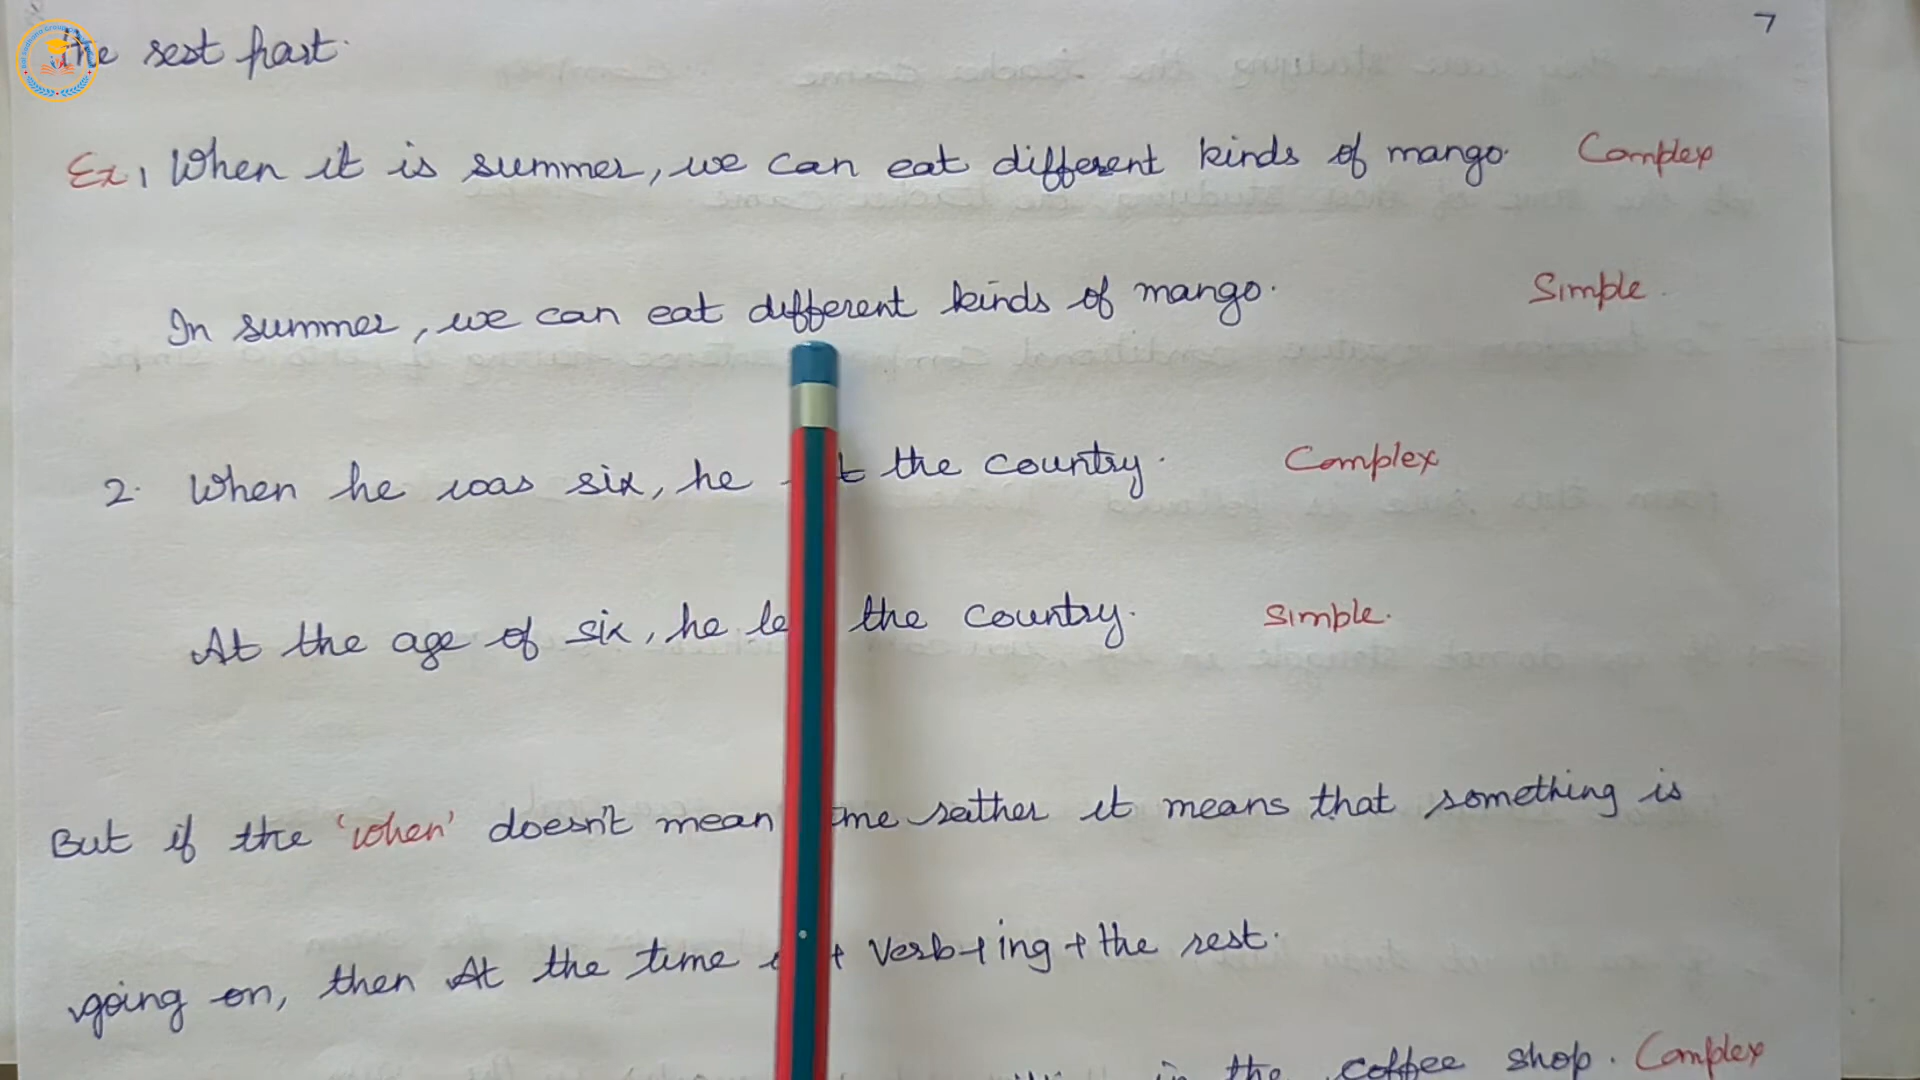 7
the rest part.
Ex 1 When it is summer, we can eat different kinds of mango. Complex
In summer, we can eat different kinds of mango. Simple.
2. When he was six, he the country. Complex
At the age of six, he the country. Simple.
But if the 'when' doesn't mean rather it means that something is
going on, then At the time + Verb+ing + the rest.
in the coffee shop. Complex